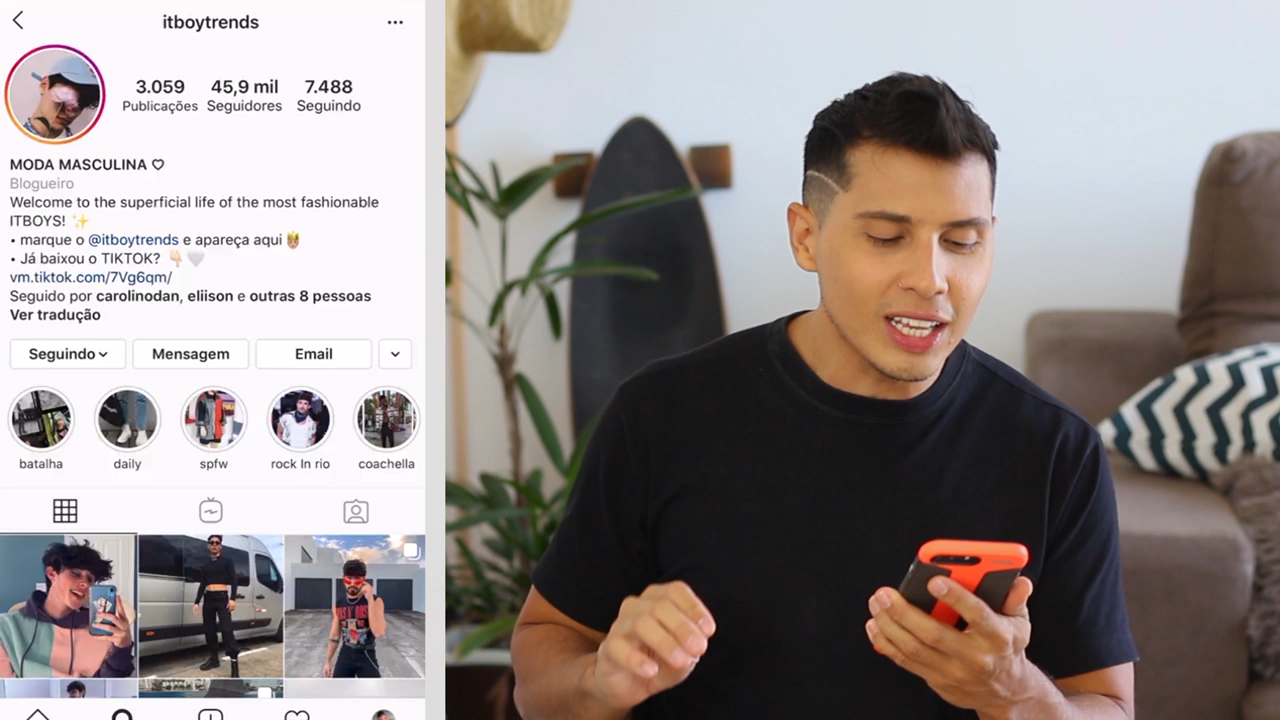 itboytrends
3.059 45,9 mil 7.488
Publicações Seguidores Seguindo
MODA MASCULINA ♡
Blogueiro
Welcome to the superficial life of the most fashionable
ITBOYS! ✨
• marque o @itboytrends e apareça aqui 🤴🏼
• Já baixou o TIKTOK? 👇🏻🤍
vm.tiktok.com/7Vg6qm/
Seguido por carolinodan, eliison e outras 8 pessoas
Ver tradução
Seguindo Mensagem Email
batalha daily spfw rock In rio coachella